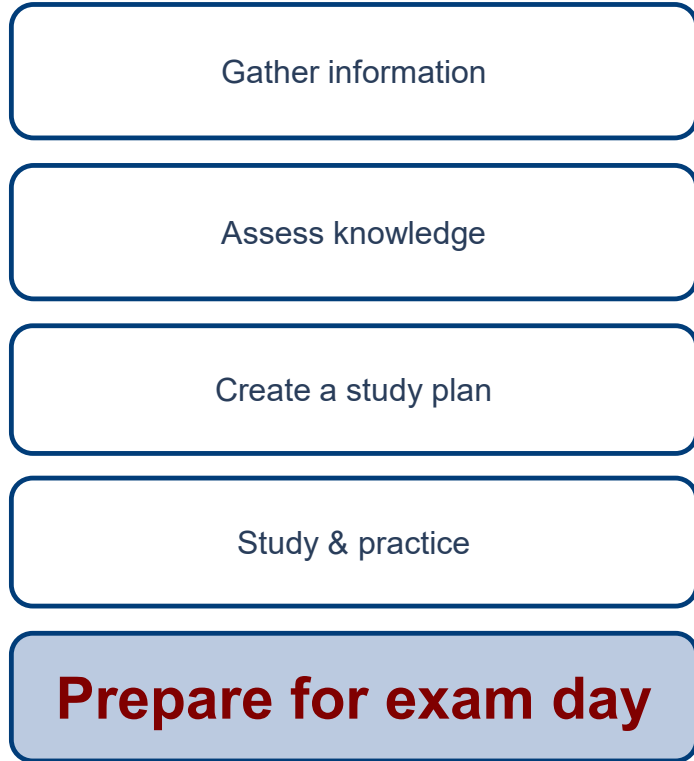 Gather information
Assess knowledge
Create a study plan
Study & practice
Prepare for exam day